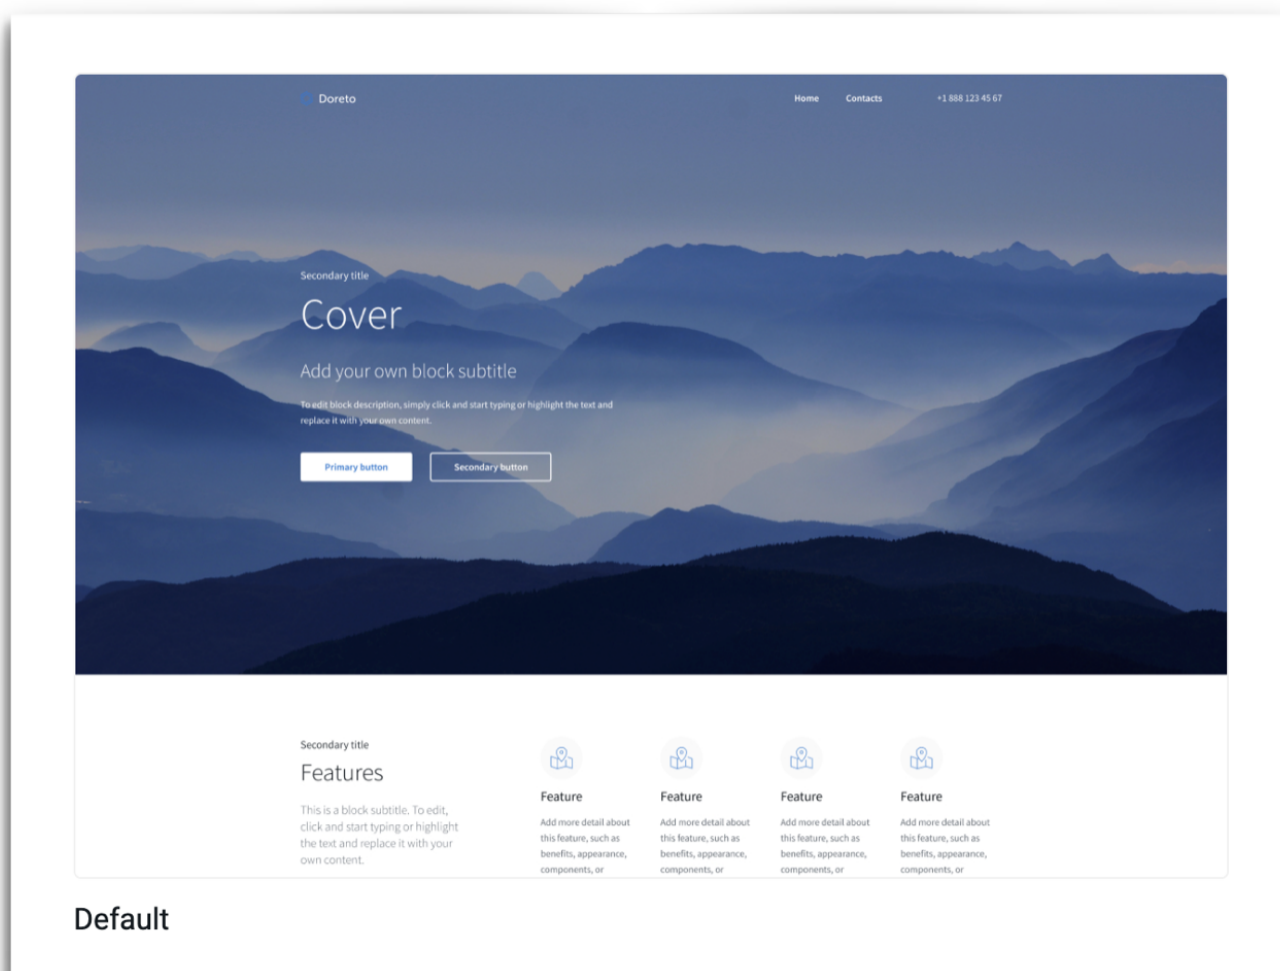 Doreto
Home Contacts +1 888 123 45 67
Secondary title
Cover
Add your own block subtitle
To edit block description, simply click and start typing or highlight the text and
replace it with your own content.
Primary button Secondary button
Secondary title
Features
This is a block subtitle. To edit,
click and start typing or highlight
the text and replace it with your
own content.
Feature
Add more detail about
this feature, such as
benefits, appearance,
components, or
Feature
Add more detail about
this feature, such as
benefits, appearance,
components, or
Feature
Add more detail about
this feature, such as
benefits, appearance,
components, or
Feature
Add more detail about
this feature, such as
benefits, appearance,
components, or
Default